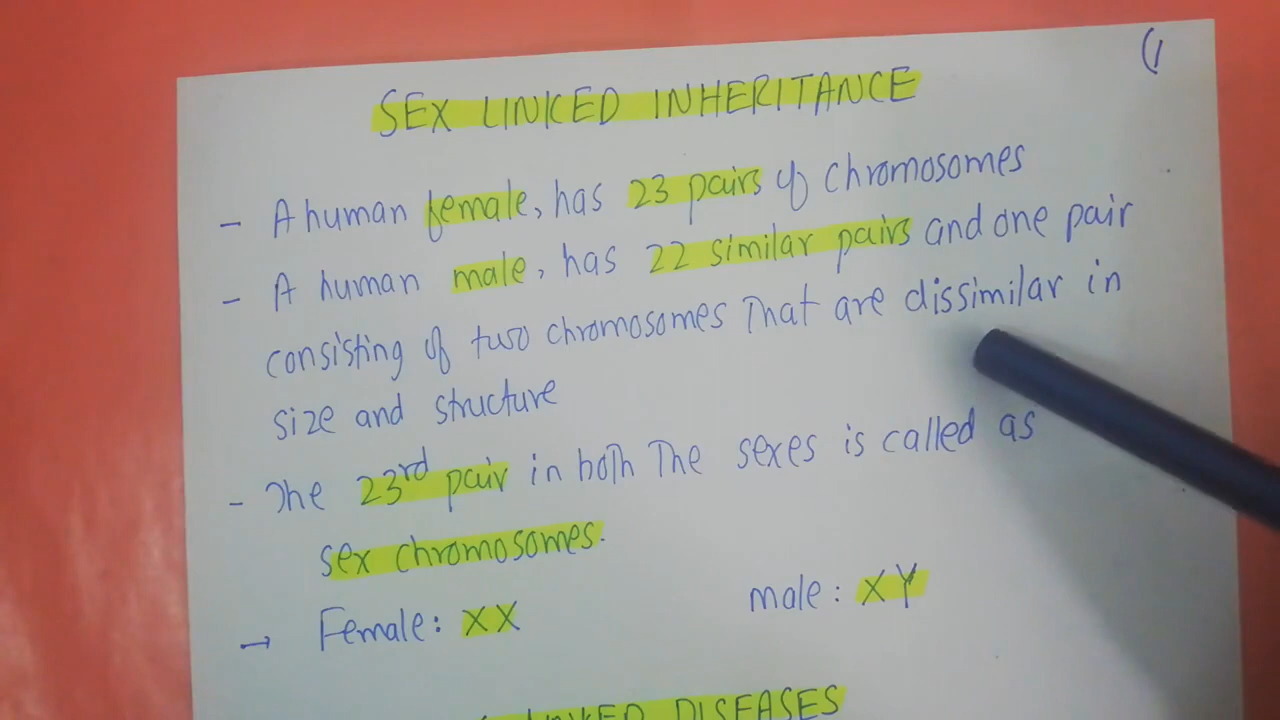 (1
SEX LINKED INHERITANCE
- A human female, has 23 pairs of chromosomes
- A human male, has 22 similar pairs and one pair
consisting of two chromosomes That are dissimilar in
size and structure
- The 23rd pair in both The sexes is called as
sex chromosomes.
→ Female: XX male: XY
LINKED DISEASES